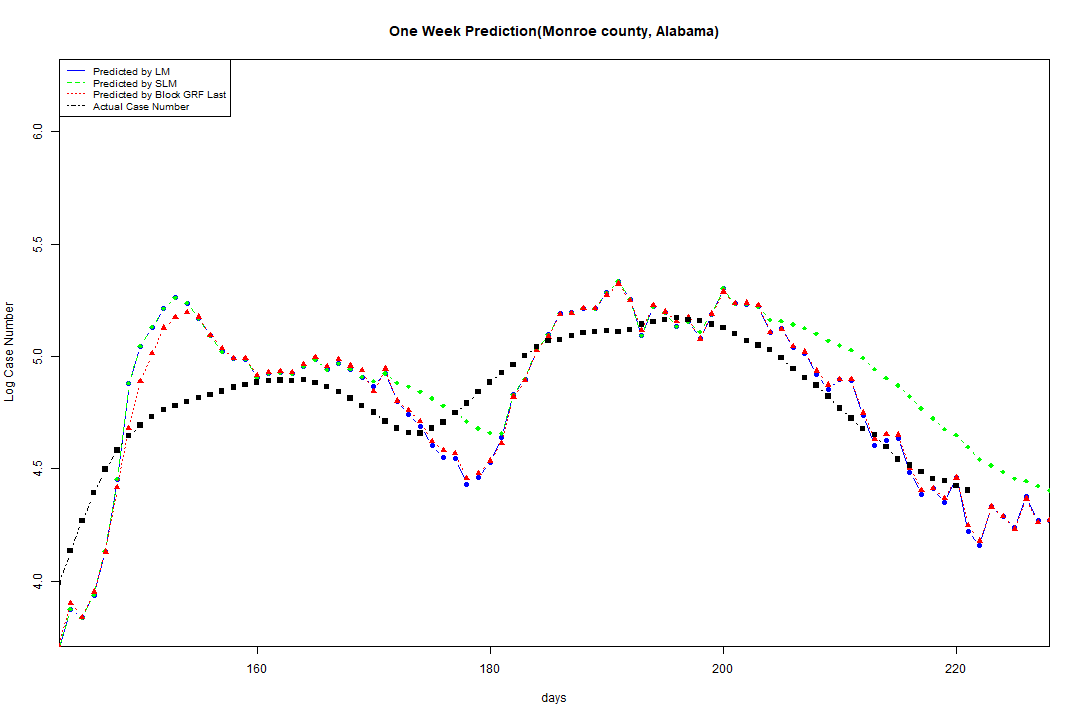 One Week Prediction(Monroe county, Alabama)
Predicted by LM
Predicted by SLM
Predicted by Block GRF Last
Actual Case Number
6.0
5.5
5.0
4.5
4.0
Log Case Number
160 180 200 220
days